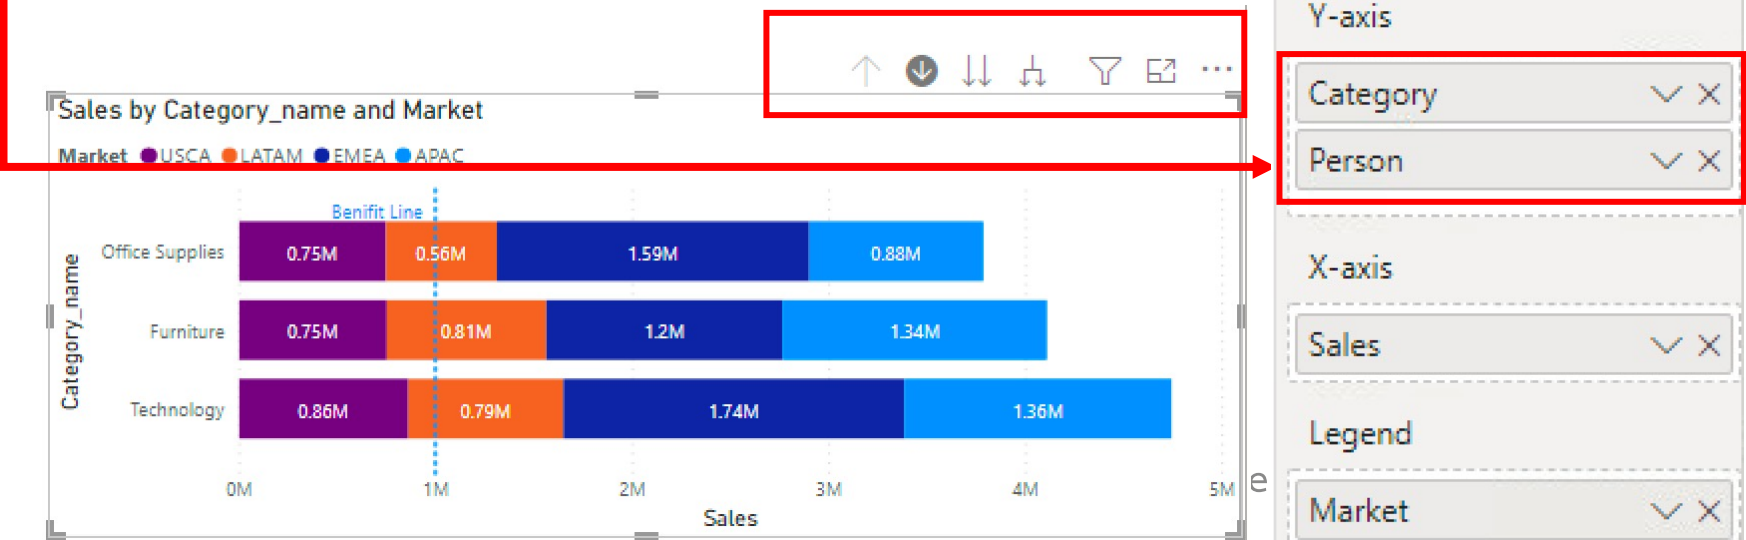 Sales by Category_name and Market
Market USCA LATAM EMEA APAC
Benifit Line
Category_name
Office Supplies 0.75M 0.56M 1.59M 0.88M
Furniture 0.75M 0.81M 1.2M 1.34M
Technology 0.86M 0.79M 1.74M 1.36M
0M 1M 2M 3M 4M 5M
Sales
e
Y-axis
Category
Person
X-axis
Sales
Legend
Market